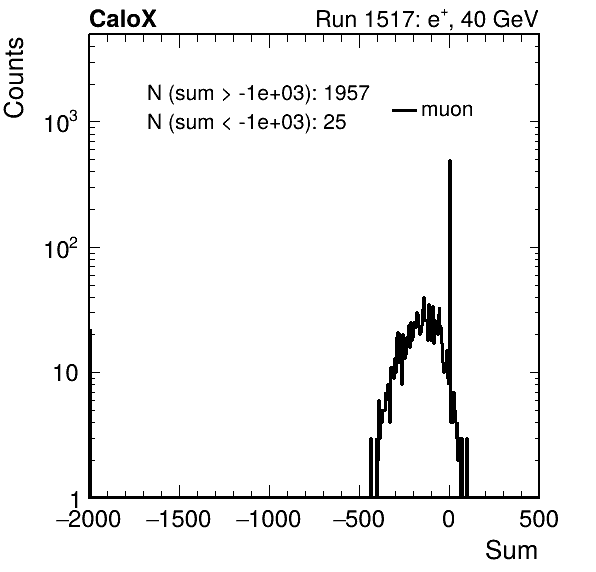 CaloX Run 1517: e⁺, 40 GeV
Counts
N (sum > -1e+03): 1957
N (sum < -1e+03): 25
muon
10³
10²
10
1
−2000 −1500 −1000 −500 0 500
Sum